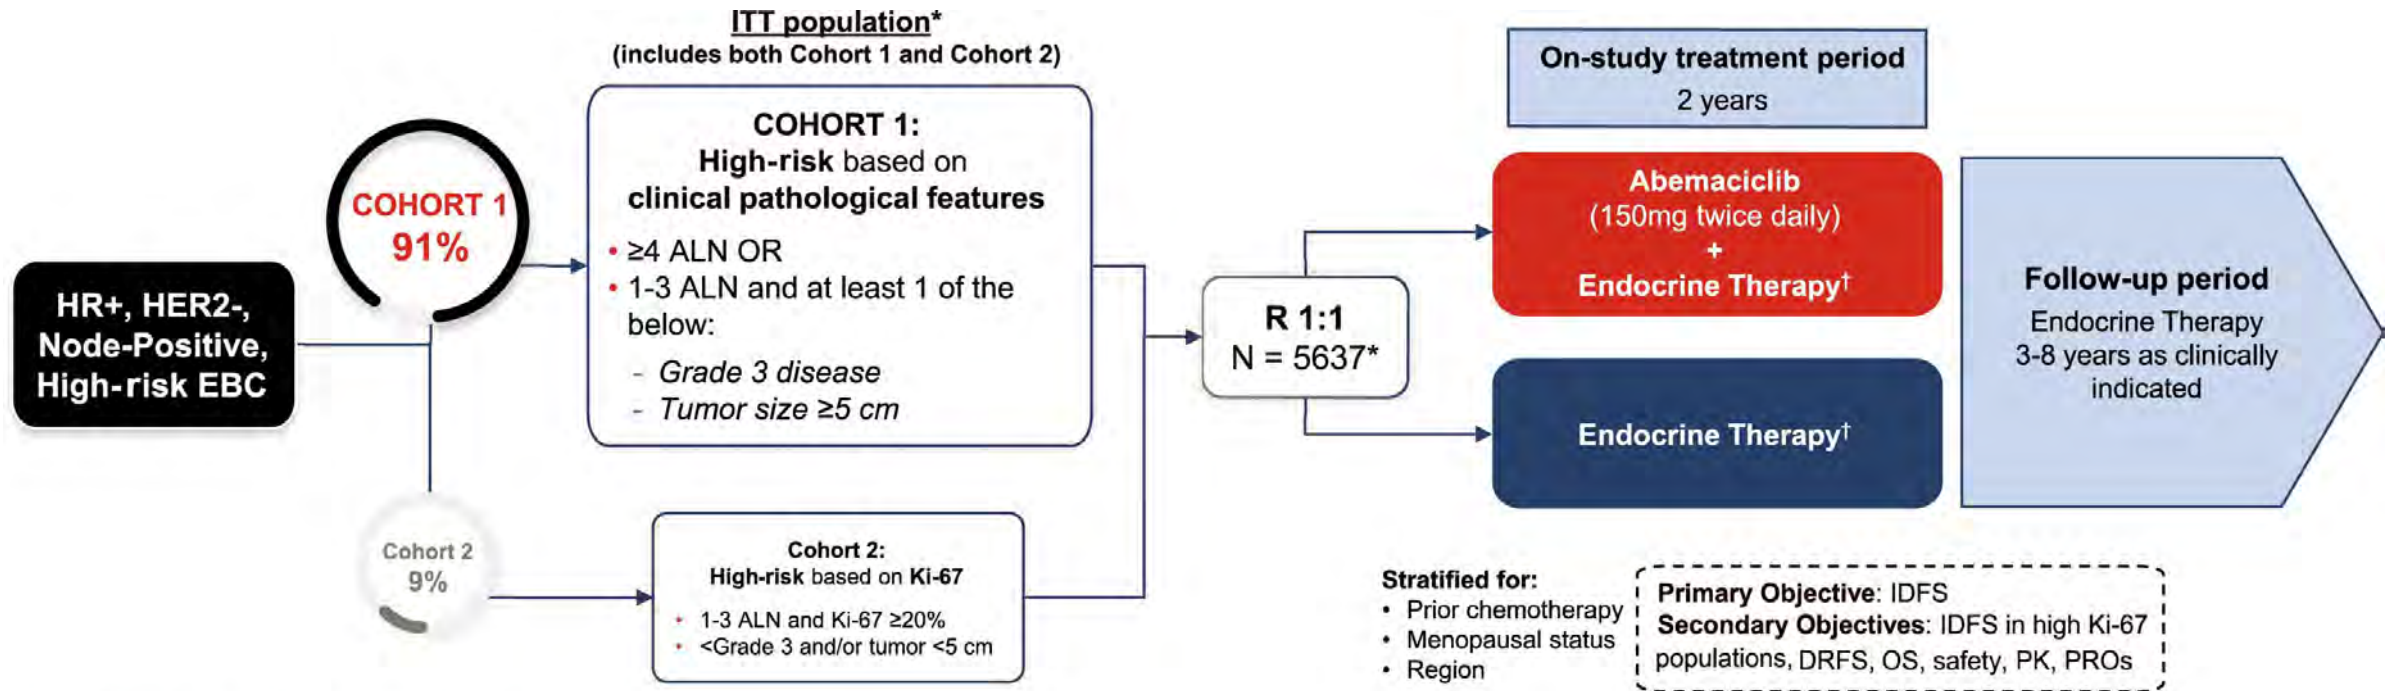 ITT population*
(includes both Cohort 1 and Cohort 2)
HR+, HER2-,
Node-Positive,
High-risk EBC
COHORT 1
91%
COHORT 1:
High-risk based on
clinical pathological features
• ≥4 ALN OR
• 1-3 ALN and at least 1 of the
below:
- Grade 3 disease
- Tumor size ≥5 cm
Cohort 2
9%
Cohort 2:
High-risk based on Ki-67
• 1-3 ALN and Ki-67 ≥20%
• <Grade 3 and/or tumor <5 cm
R 1:1
N = 5637*
On-study treatment period
2 years
Abemaciclib
(150mg twice daily)
+
Endocrine Therapy†
Endocrine Therapy†
Follow-up period
Endocrine Therapy
3-8 years as clinically
indicated
Stratified for:
• Prior chemotherapy
• Menopausal status
• Region
Primary Objective: IDFS
Secondary Objectives: IDFS in high Ki-67
populations, DRFS, OS, safety, PK, PROs